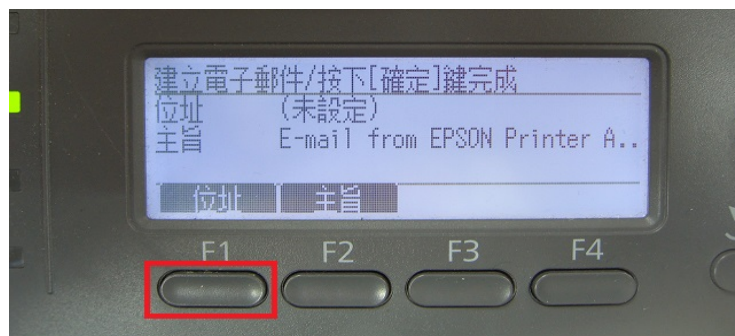 建立電子郵件/按下[確定]鍵完成
位址 (未設定)
主旨 E-mail from EPSON Printer A..
位址 主旨
F1 F2 F3 F4